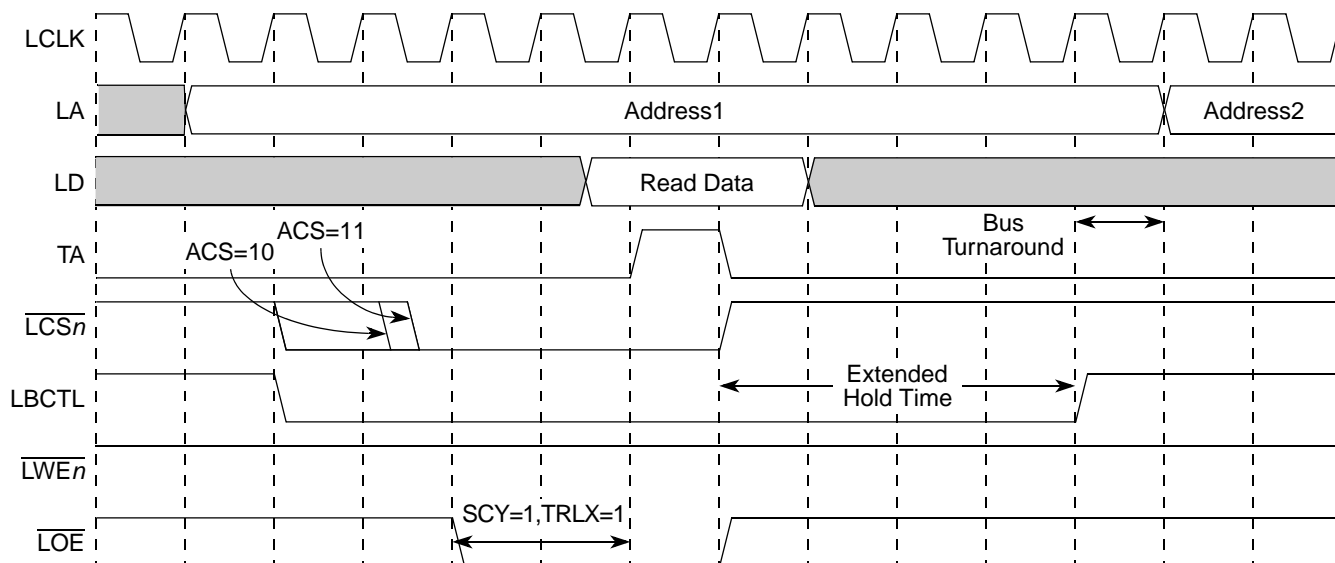 LCLK
LA
Address1
Address2
LD
Read Data
Bus
Turnaround
TA
ACS=10
ACS=11
LCSn
LBCTL
Extended
Hold Time
LWEn
LOE
SCY=1,TRLX=1